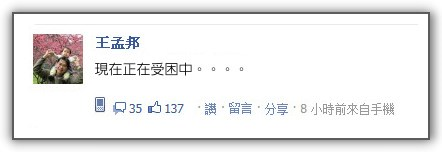 王孟邦
現在正在受困中。。。。
35 137 · 讚 · 留言 · 分享 · 8 小時前來自手機